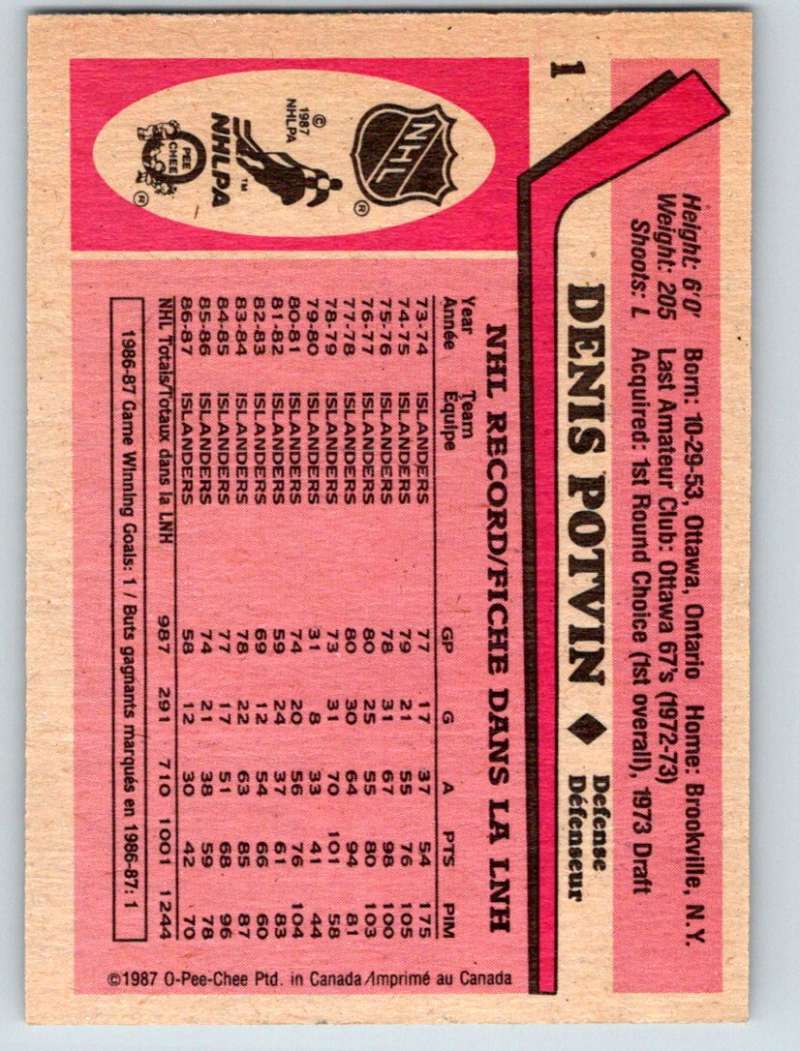 1
Height: 6'0' Born: 10-29-53, Ottawa, Ontario Home: Brookville, N.Y.
Weight: 205 Last Amateur Club: Ottawa 67's (1972-73)
Shoots: L Acquired: 1st Round Choice (1st overall), 1973 Draft
DENIS POTVIN ◆ Defense
Défenseur
NHL
®
© 1987
NHLPA
™
NHLPA
O PEE
CHEE
®
NHL RECORD/FICHE DANS LA LNH
Year Team GP G A PTS PIM
Année Équipe
73-74 ISLANDERS 77 17 37 54 175
74-75 ISLANDERS 79 21 55 76 105
75-76 ISLANDERS 78 31 67 98 100
76-77 ISLANDERS 80 25 55 80 103
77-78 ISLANDERS 80 30 64 94 81
78-79 ISLANDERS 73 31 70 101 58
79-80 ISLANDERS 31 8 33 41 44
80-81 ISLANDERS 74 20 56 76 104
81-82 ISLANDERS 59 24 37 61 83
82-83 ISLANDERS 69 12 54 66 60
83-84 ISLANDERS 78 22 63 85 87
84-85 ISLANDERS 77 17 51 68 96
85-86 ISLANDERS 74 21 38 59 78
86-87 ISLANDERS 58 12 30 42 70
NHL Totals/Totaux dans la LNH 987 291 710 1001 1244
1986-87 Game Winning Goals: 1 / Buts gagnants marqués en 1986-87: 1
©1987 O-Pee-Chee Ptd. in Canada/Imprimé au Canada